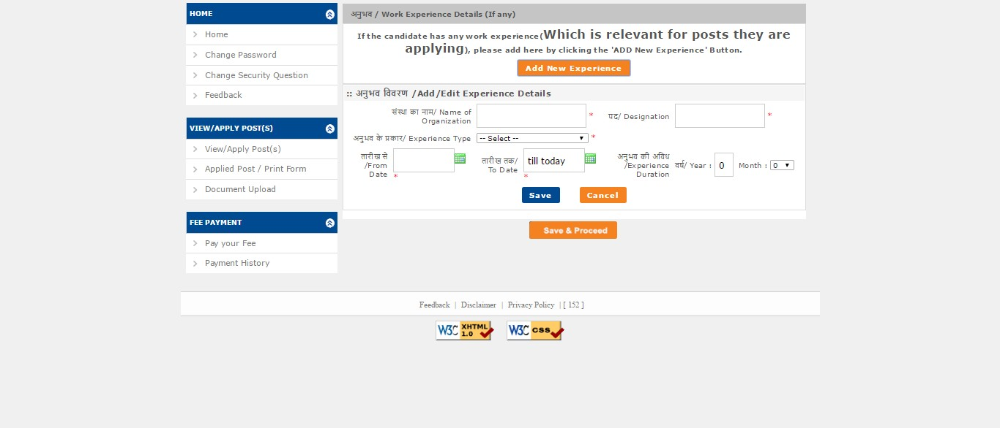 HOME
Home
Change Password
Change Security Question
Feedback
VIEW/APPLY POST(S)
View/Apply Post(s)
Applied Post / Print Form
Document Upload
FEE PAYMENT
Pay your Fee
Payment History
अनुभव / Work Experience Details (If any)
If the candidate has any work experience(Which is relevant for posts they are
applying), please add here by clicking the 'ADD New Experience' Button.
Add New Experience
:: अनुभव विवरण /Add/Edit Experience Details
संस्था का नाम/ Name of
Organization
*
पद/ Designation
*
अनुभव के प्रकार/ Experience Type
-- Select --
*
तारीख से
/From
Date
*
तारीख तक/
To Date
till today
*
अनुभव की अवधि
/Experience
Duration
वर्ष/ Year :
0
Month :
0
Save
Cancel
Save & Proceed
Feedback | Disclaimer | Privacy Policy | [ 152 ]
W3C XHTML 1.0
W3C CSS